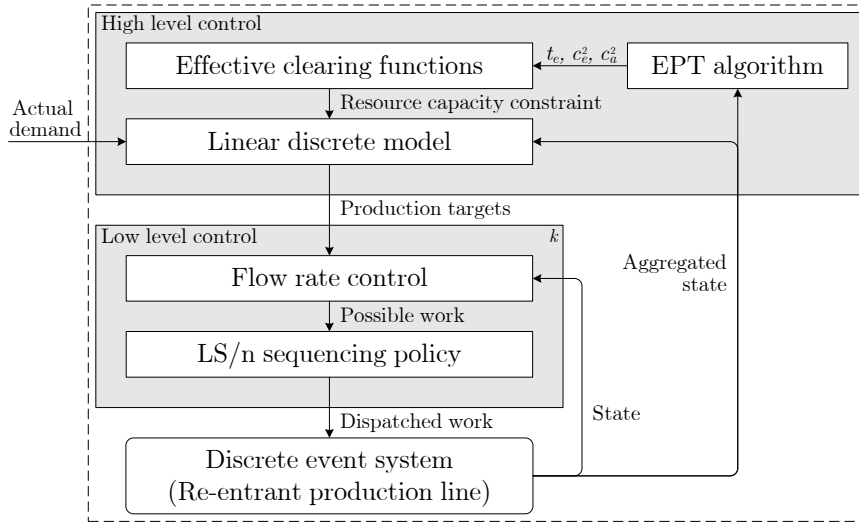 High level control
Effective clearing functions
t_e, c_e^2, c_a^2
EPT algorithm
Resource capacity constraint
Actual
demand
Linear discrete model
Production targets
Low level control
k
Flow rate control
Aggregated
state
Possible work
LS/n sequencing policy
Dispatched work
State
Discrete event system
(Re-entrant production line)